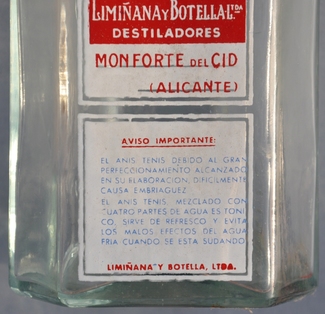 LIMIÑANA Y BOTELLA.LTDA
DESTILADORES
MONFORTE DEL CID
(ALICANTE)
AVISO IMPORTANTE:
EL ANIS TENIS DEBIDO AL GRAN
PERFECCIONAMIENTO ALCANZADO
EN SU ELABORACION, DIFICILMENTE
CAUSA EMBRIAGUEZ.
EL ANIS TENIS, MEZCLADO CON
CUATRO PARTES DE AGUA ES TONI-
CO, SIRVE DE REFRESCO Y EVITA
LOS MALOS EFECTOS DEL AGUA
FRIA CUANDO SE ESTA SUDANDO
LIMIÑANA Y BOTELLA, LTDA.